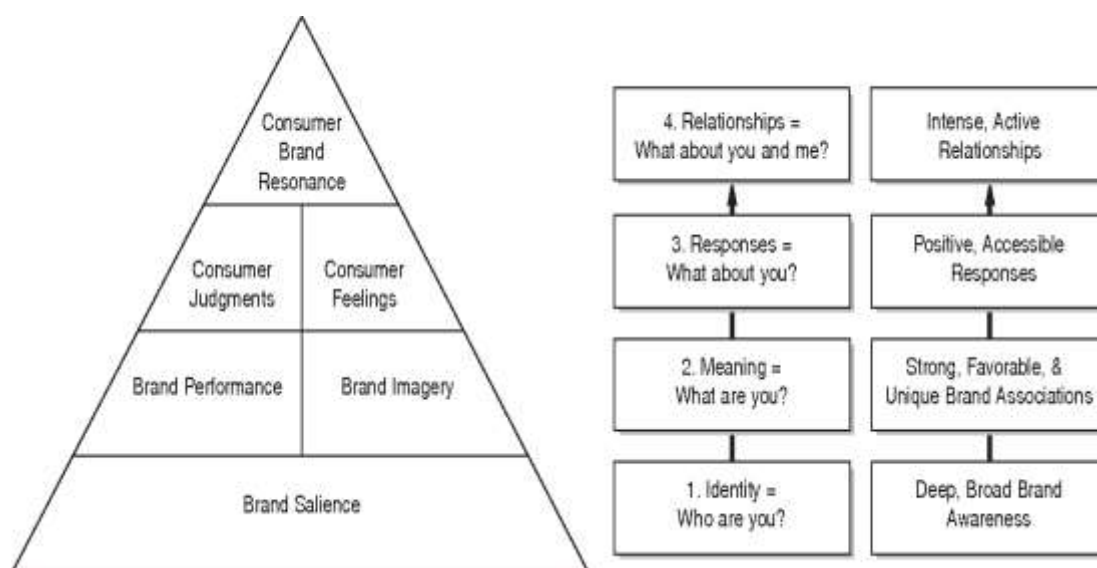 Consumer
Brand
Resonance
Consumer
Judgments
Consumer
Feelings
Brand Performance
Brand Imagery
Brand Salience
4. Relationships =
What about you and me?
Intense, Active
Relationships
3. Responses =
What about you?
Positive, Accessible
Responses
2. Meaning =
What are you?
Strong, Favorable, &
Unique Brand Associations
1. Identity =
Who are you?
Deep, Broad Brand
Awareness